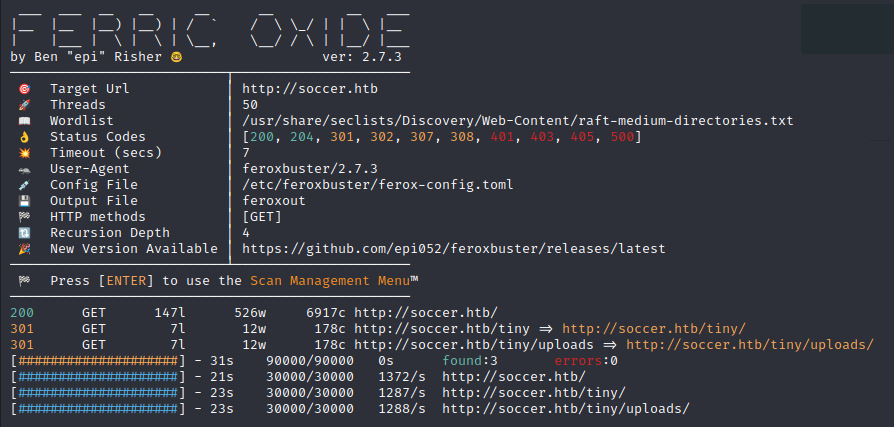 FERRIC OXIDE
by Ben "epi" Risher 🤓 ver: 2.7.3
🎯 Target Url │ http://soccer.htb
🚀 Threads │ 50
📖 Wordlist │ /usr/share/seclists/Discovery/Web-Content/raft-medium-directories.txt
👌 Status Codes │ [200, 204, 301, 302, 307, 308, 401, 403, 405, 500]
💥 Timeout (secs) │ 7
🦡 User-Agent │ feroxbuster/2.7.3
💉 Config File │ /etc/feroxbuster/ferox-config.toml
💾 Output File │ feroxout
🏁 HTTP methods │ [GET]
🔃 Recursion Depth │ 4
🎉 New Version Available │ https://github.com/epi052/feroxbuster/releases/latest
🏁 Press [ENTER] to use the Scan Management Menu™
200 GET 147l 526w 6917c http://soccer.htb/
301 GET 7l 12w 178c http://soccer.htb/tiny => http://soccer.htb/tiny/
301 GET 7l 12w 178c http://soccer.htb/tiny/uploads => http://soccer.htb/tiny/uploads/
[####################] - 31s 90000/90000 0s found:3 errors:0
[####################] - 21s 30000/30000 1372/s http://soccer.htb/
[####################] - 23s 30000/30000 1287/s http://soccer.htb/tiny/
[####################] - 23s 30000/30000 1288/s http://soccer.htb/tiny/uploads/